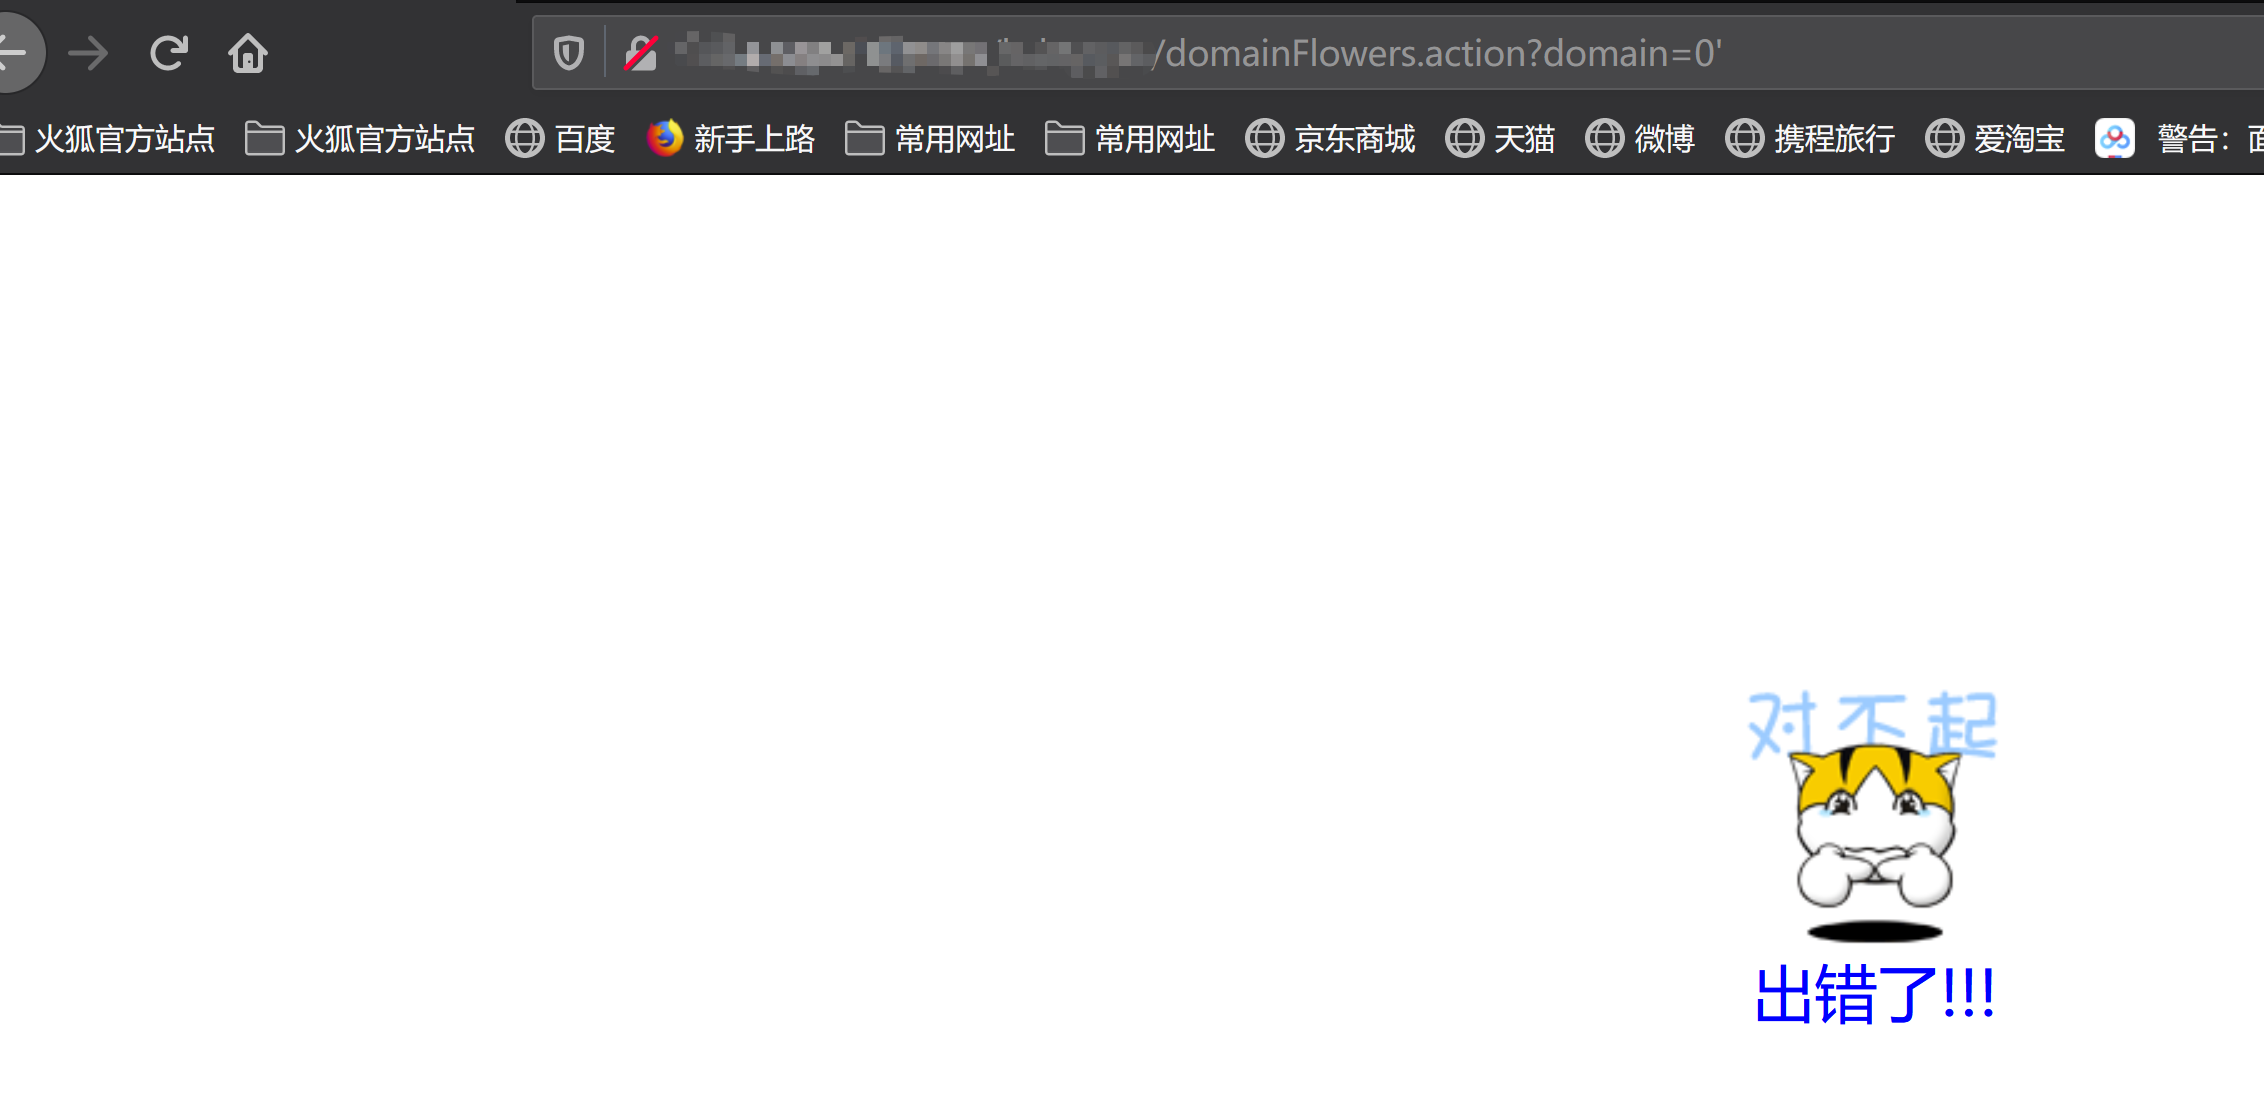 /domainFlowers.action?domain=0'
火狐官方站点 火狐官方站点 百度 新手上路 常用网址 常用网址 京东商城 天猫 微博 携程旅行 爱淘宝 警告：
对不起
出错了!!!